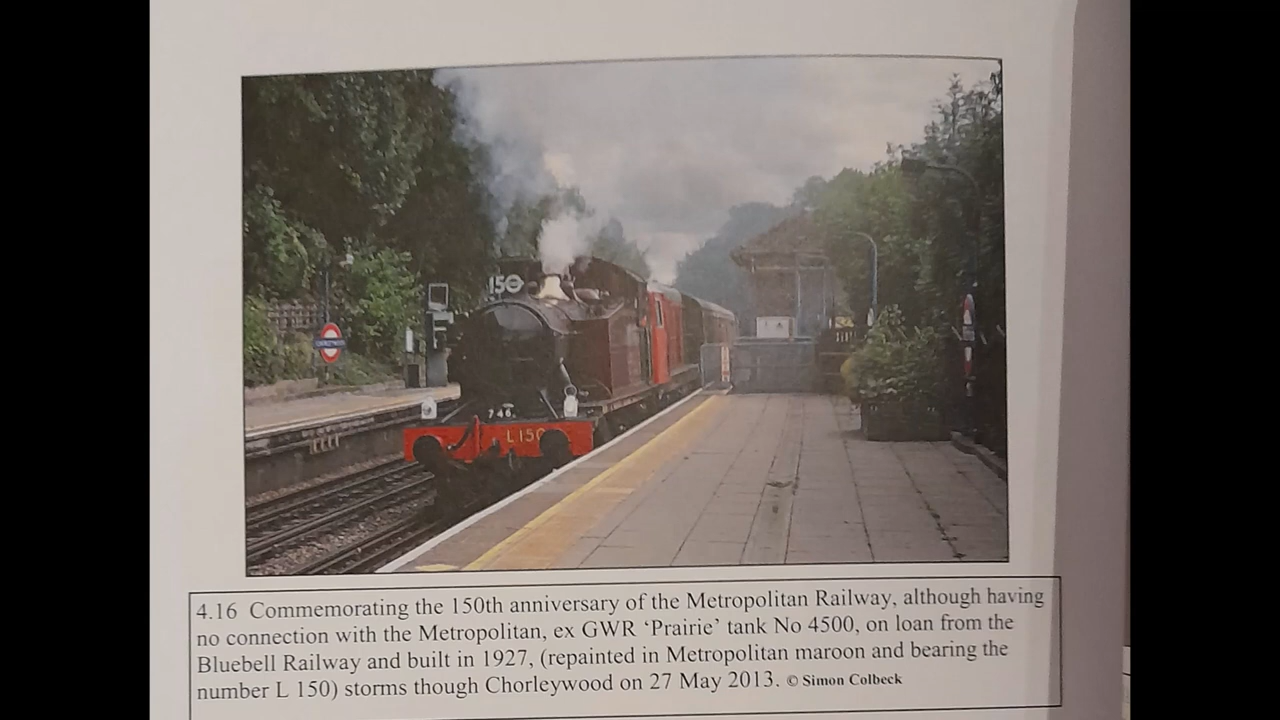 150
CHORLEYWOOD
746
L150
4.16 Commemorating the 150th anniversary of the Metropolitan Railway, although having
no connection with the Metropolitan, ex GWR ‘Prairie’ tank No 4500, on loan from the
Bluebell Railway and built in 1927, (repainted in Metropolitan maroon and bearing the
number L 150) storms though Chorleywood on 27 May 2013. © Simon Colbeck